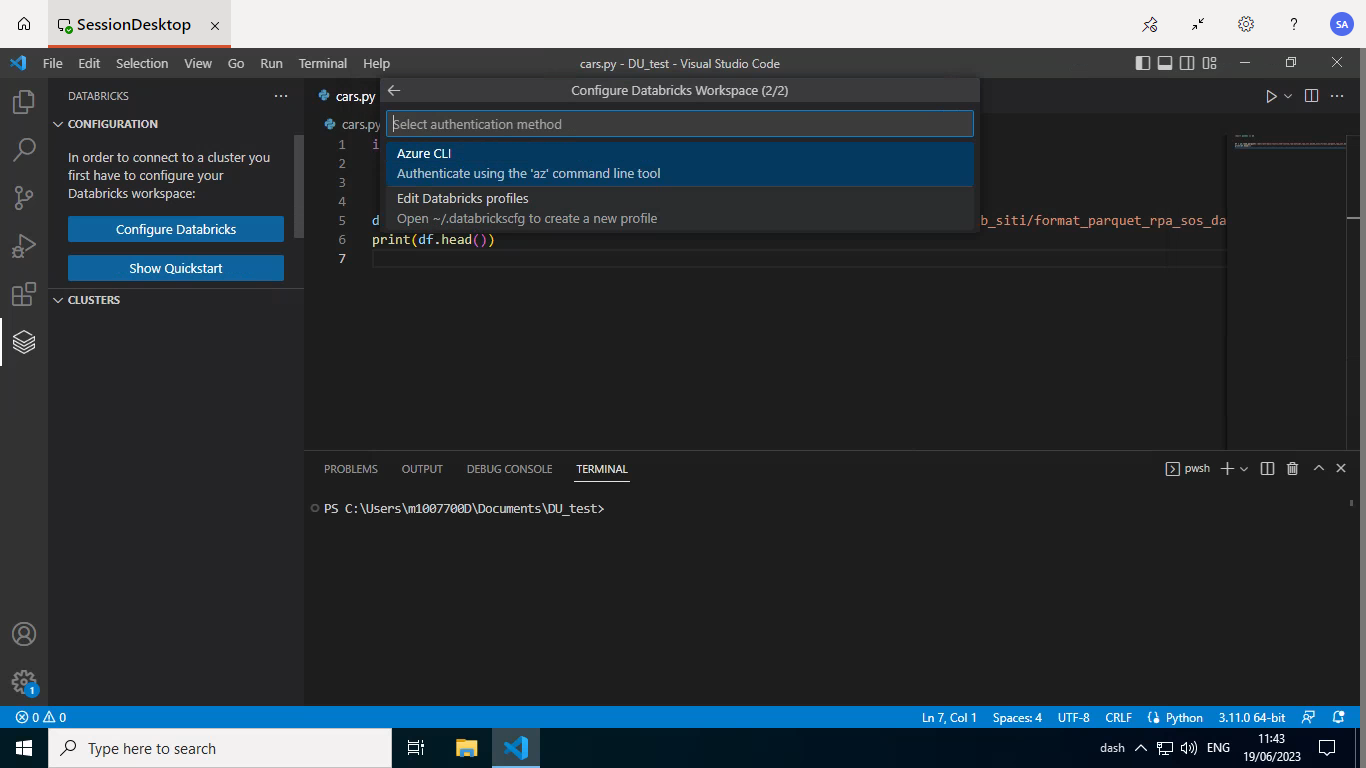 SessionDesktop
SA
File Edit Selection View Go Run Terminal Help
cars.py - DU_test - Visual Studio Code
DATABRICKS
CONFIGURATION
In order to connect to a cluster you
first have to configure your
Databricks workspace:
Configure Databricks
Show Quickstart
CLUSTERS
cars.py
Configure Databricks Workspace (2/2)
Select authentication method
Azure CLI
Authenticate using the 'az' command line tool
Edit Databricks profiles
Open ~/.databrickscfg to create a new profile
cars.py
1 i
2
3
4
5 d b_siti/format_parquet_rpa_sos_da
6 print(df.head())
7
PROBLEMS OUTPUT DEBUG CONSOLE TERMINAL
pwsh
PS C:\Users\m1007700D\Documents\DU_test>
1
0 0
Ln 7, Col 1 Spaces: 4 UTF-8 CRLF Python 3.11.0 64-bit
Type here to search
dash ENG
11:43
19/06/2023